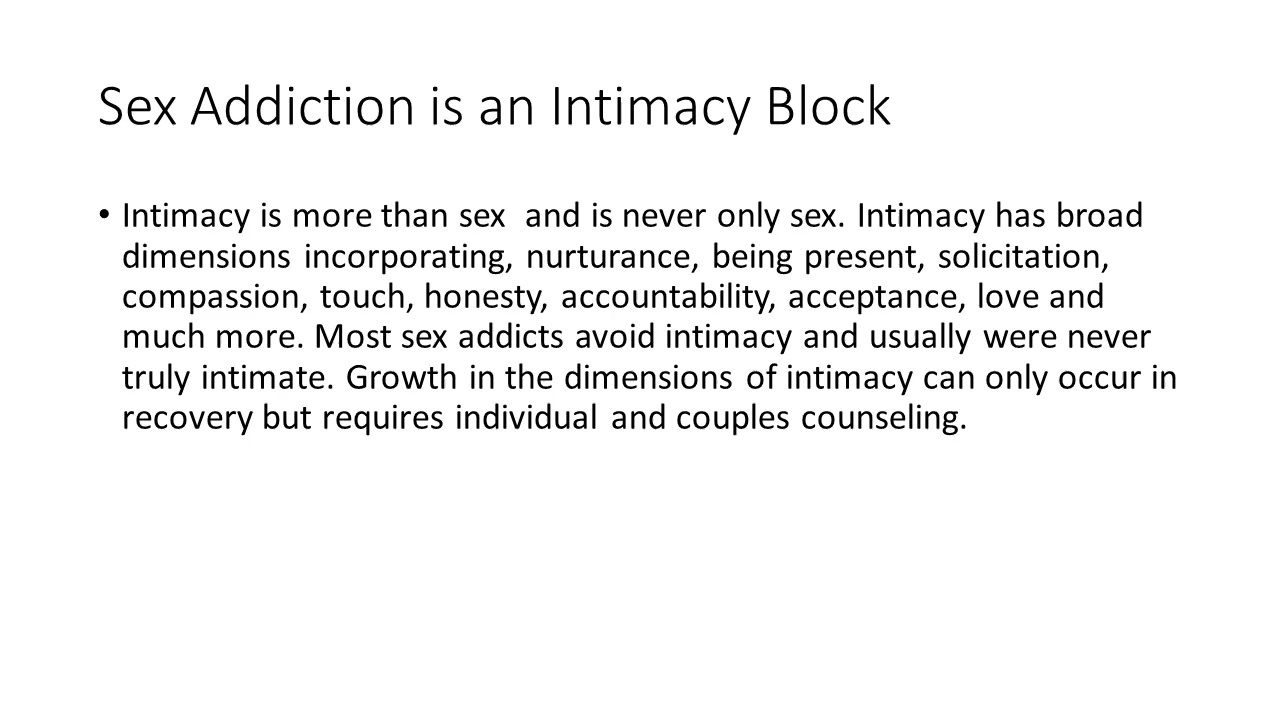 Sex Addiction is an Intimacy Block
• Intimacy is more than sex  and is never only sex. Intimacy has broad
dimensions incorporating, nurturance, being present, solicitation,
compassion, touch, honesty, accountability, acceptance, love and
much more. Most sex addicts avoid intimacy and usually were never
truly intimate. Growth in the dimensions of intimacy can only occur in
recovery but requires individual and couples counseling.